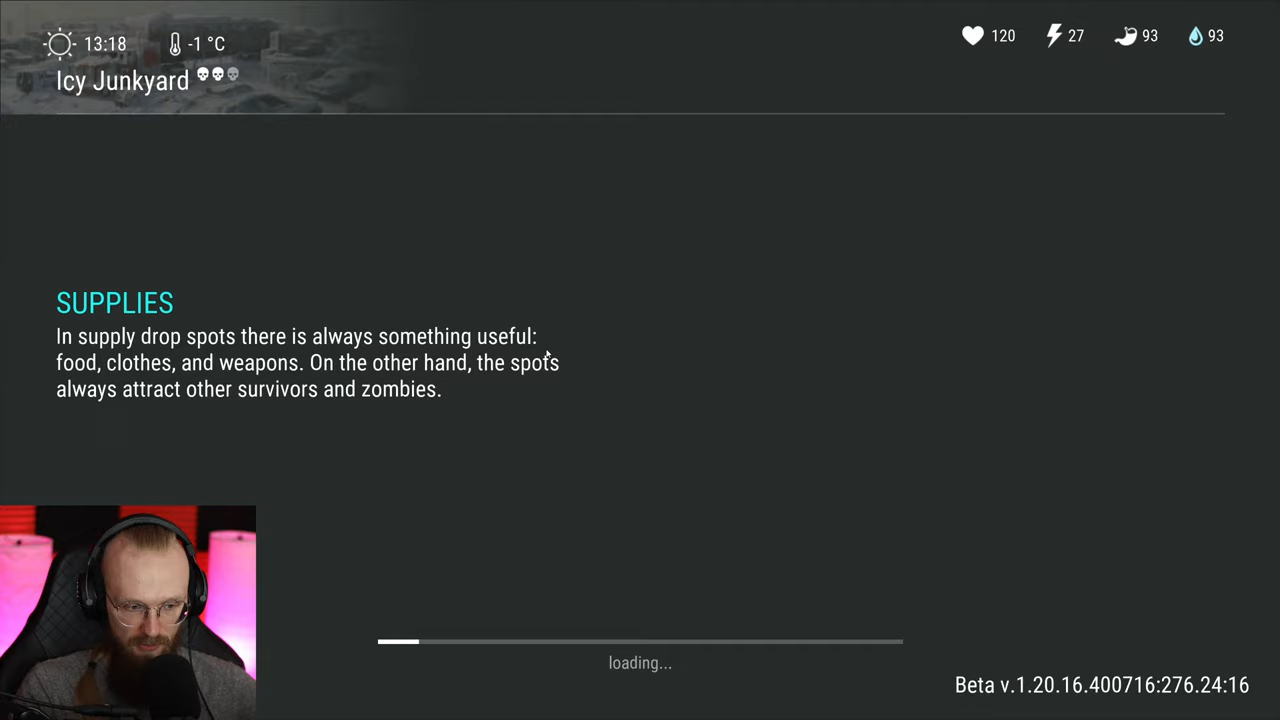 13:18 -1 °C
120 27 93 93
Icy Junkyard
SUPPLIES
In supply drop spots there is always something useful:
food, clothes, and weapons. On the other hand, the spots
always attract other survivors and zombies.
loading...
Beta v.1.20.16.400716:276.24:16